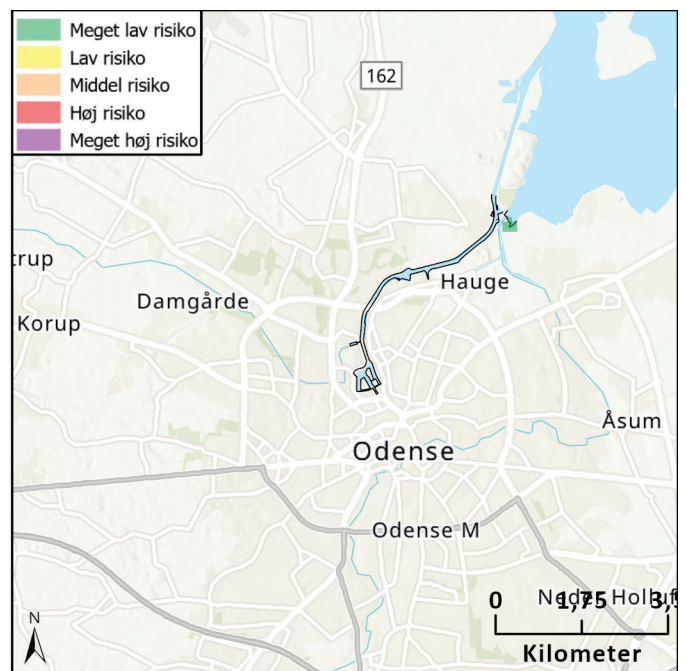 Meget lav risiko
Lav risiko
Middel risiko
Høj risiko
Meget høj risiko
162
trup
Hauge
Damgårde
Korup
Åsum
Odense
Odense M
0 1,75
Kilometer
N